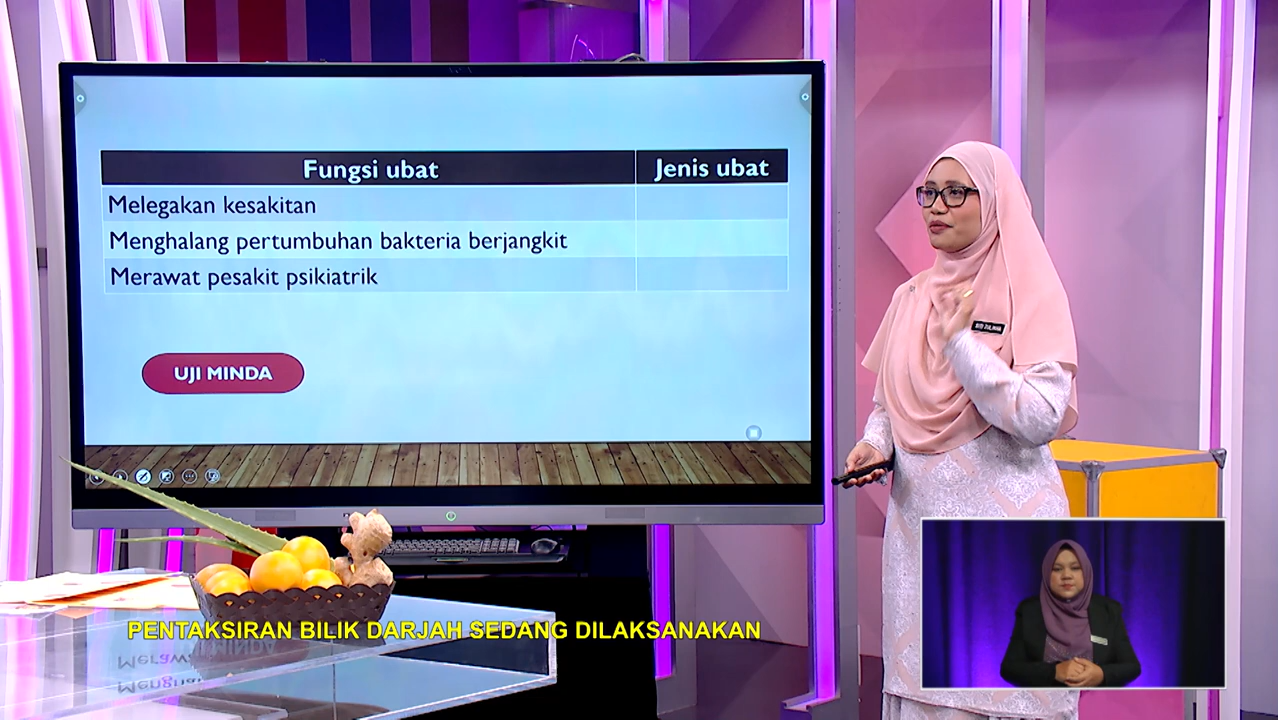 Fungsi ubat Jenis ubat
Melegakan kesakitan
Menghalang pertumbuhan bakteria berjangkit
Merawat pesakit psikiatrik
UJI MINDA
PENTAKSIRAN BILIK DARJAH SEDANG DILAKSANAKAN